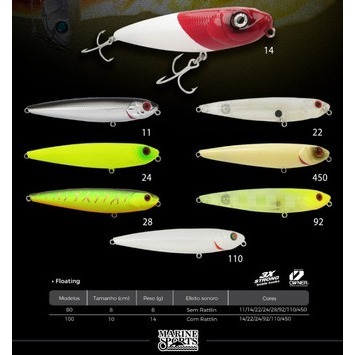 14
11
22
24
450
28
92
110
• Floating
3X STRONG
OWNER
Modelos Tamanho (cm) Peso (g) Efeito sonoro Cores
80 8 8 Sem Rattlin 11/14/22/24/28/92/110/450
100 10 14 Com Rattlin 14/22/24/92/110/450
MARINE SPORTS